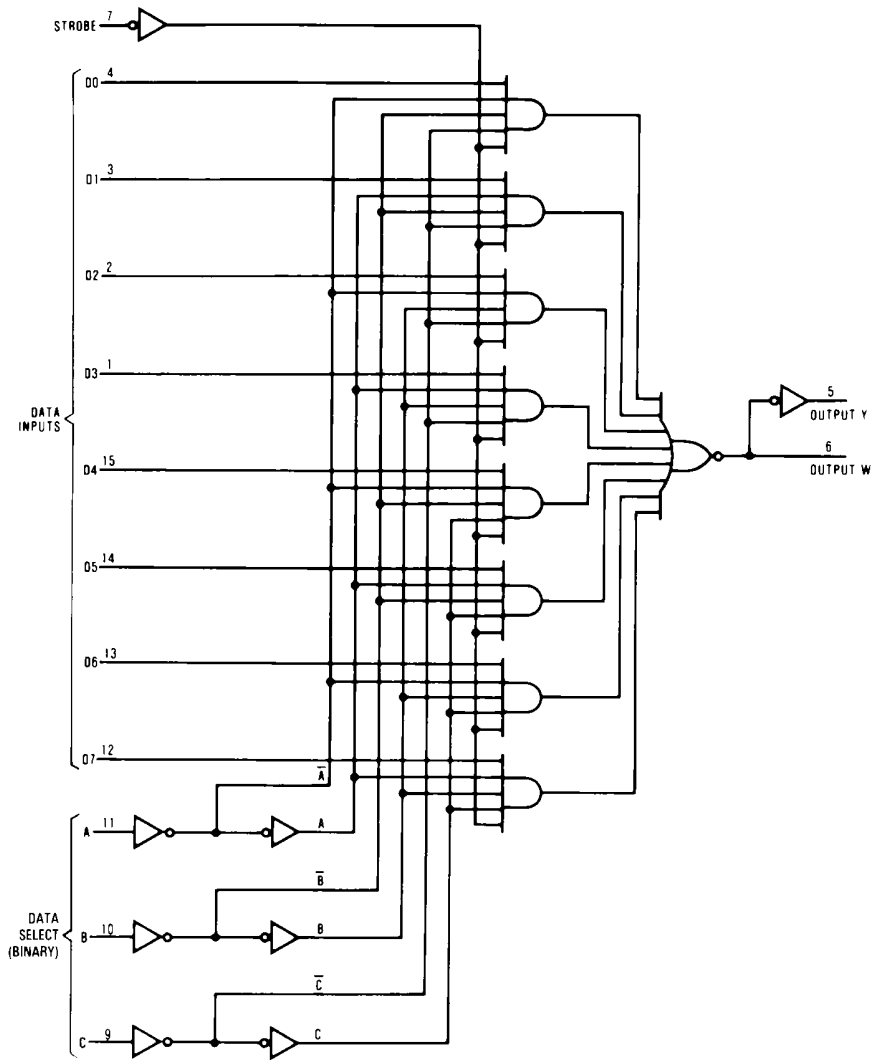 STROBE 7
D0 4
D1 3
D2 2
D3 1
5
OUTPUT Y
DATA
INPUTS
6
OUTPUT W
D4 15
D5 14
D6 13
D7 12
A̅
A 11
A
B̅
DATA
SELECT
(BINARY)
B 10
B
C̅
C 9
C